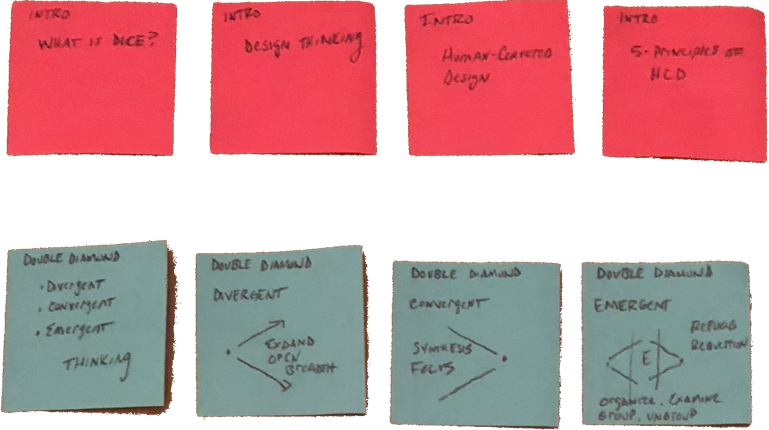 INTRO
WHAT IS DICE?
INTRO
DESIGN THINKING
INTRO
HUMAN-CENTERED
DESIGN
INTRO
5-PRINCIPLES OF
HCD
DOUBLE DIAMOND
• DIVERGENT
• CONVERGENT
• EMERGENT
THINKING
DOUBLE DIAMOND
DIVERGENT
EXPAND
OPEN
BREADTH
DOUBLE DIAMOND
CONVERGENT
SYNTHESIS
FOCUS
DOUBLE DIAMOND
EMERGENT
E
ORGANIZE. EXAMINE
GROUP. UNGROUP